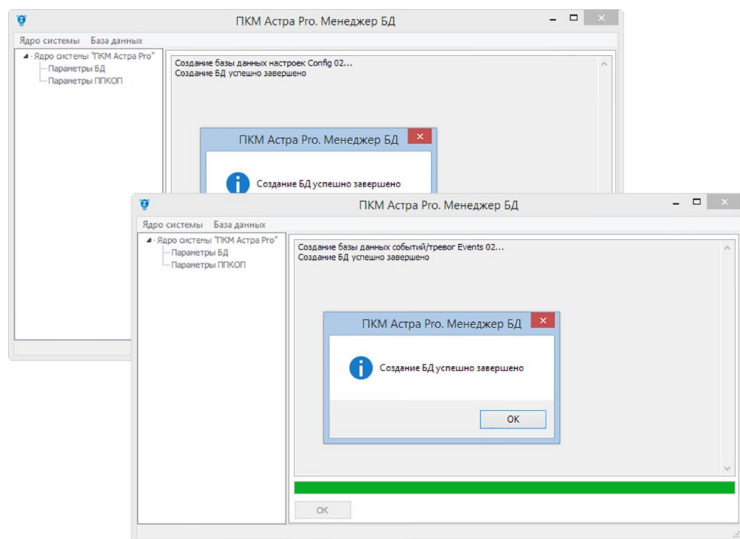 ПКМ Астра Pro. Менеджер БД
Ядро системы База данных
Ядро системы "ПКМ Астра Pro"
Параметры БД
Параметры ППКОП
Создание базы данных настроек Config 02...
Создание БД успешно завершено
ПКМ Астра Pro. Менеджер БД
Создание БД успешно завершено
ПКМ Астра Pro. Менеджер БД
Ядро системы База данных
Ядро системы "ПКМ Астра Pro"
Параметры БД
Параметры ППКОП
Создание базы данных событий/тревог Events 02...
Создание БД успешно завершено
ПКМ Астра Pro. Менеджер БД
Создание БД успешно завершено
OK
OK